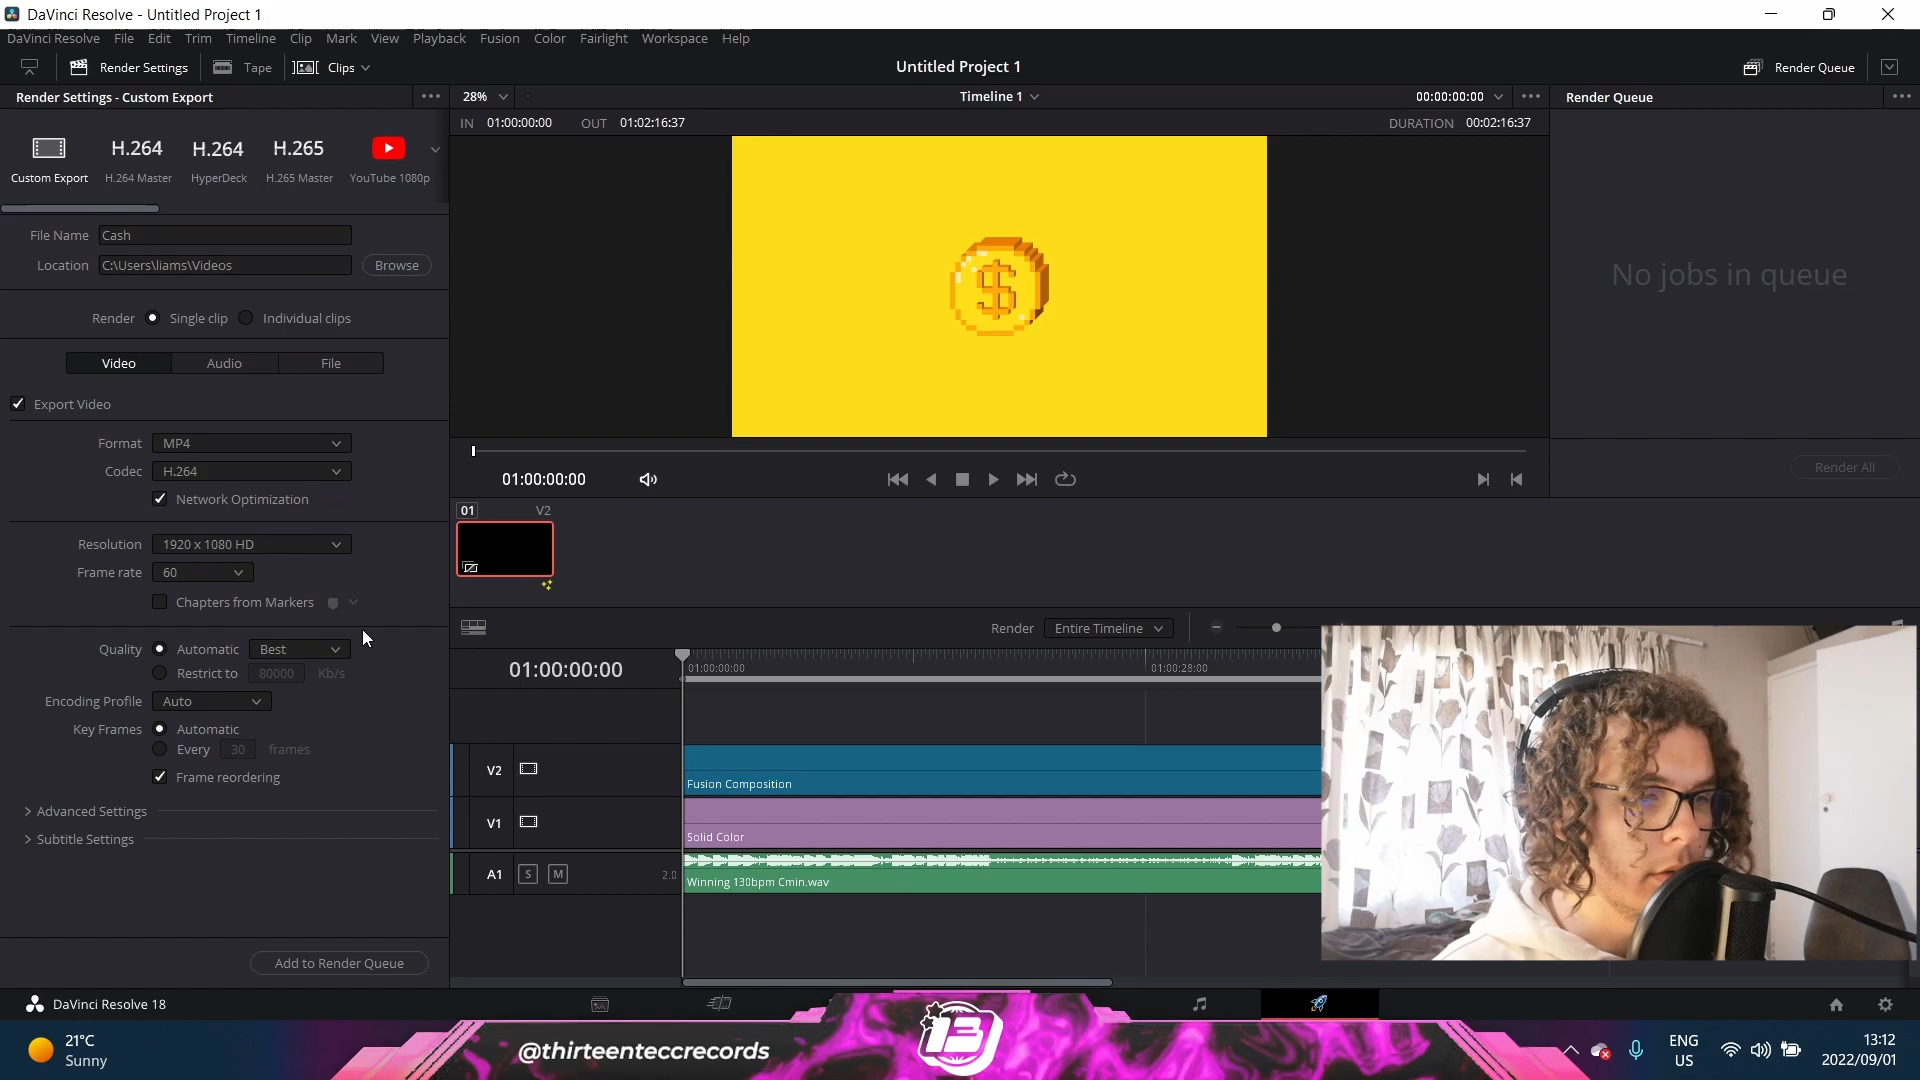 DaVinci Resolve - Untitled Project 1
DaVinci Resolve File Edit Trim Timeline Clip Mark View Playback Fusion Color Fairlight Workspace Help
Render Settings Tape Clips Untitled Project 1 Render Queue
Render Settings - Custom Export ••• 28% Timeline 1 00:00:00:00 ••• Render Queue •••
IN 01:00:00:00 OUT 01:02:16:37 DURATION 00:02:16:37
H.264 H.264 H.265
Custom Export H.264 Master HyperDeck H.265 Master YouTube 1080p
File Name Cash
Location C:\Users\liams\Videos Browse
No jobs in queue
Render Single clip Individual clips
Video Audio File
Export Video
Format MP4
Codec H.264
Render All
01:00:00:00
Network Optimization
01 V2
Resolution 1920 x 1080 HD
Frame rate 60
Chapters from Markers
Render Entire Timeline
Quality Automatic Best
Restrict to 80000 Kb/s
01:00:00:00 01:00:00:00 01:00:28:00
Encoding Profile Auto
Key Frames Automatic
Every 30 frames
Frame reordering
V2
Fusion Composition
Advanced Settings
V1
Solid Color
Subtitle Settings
A1 S M 2.0
Winning 130bpm Cmin.wav
Add to Render Queue
DaVinci Resolve 18
21°C
Sunny
@thirteenteccrecords
13
ENG
US
13:12
2022/09/01